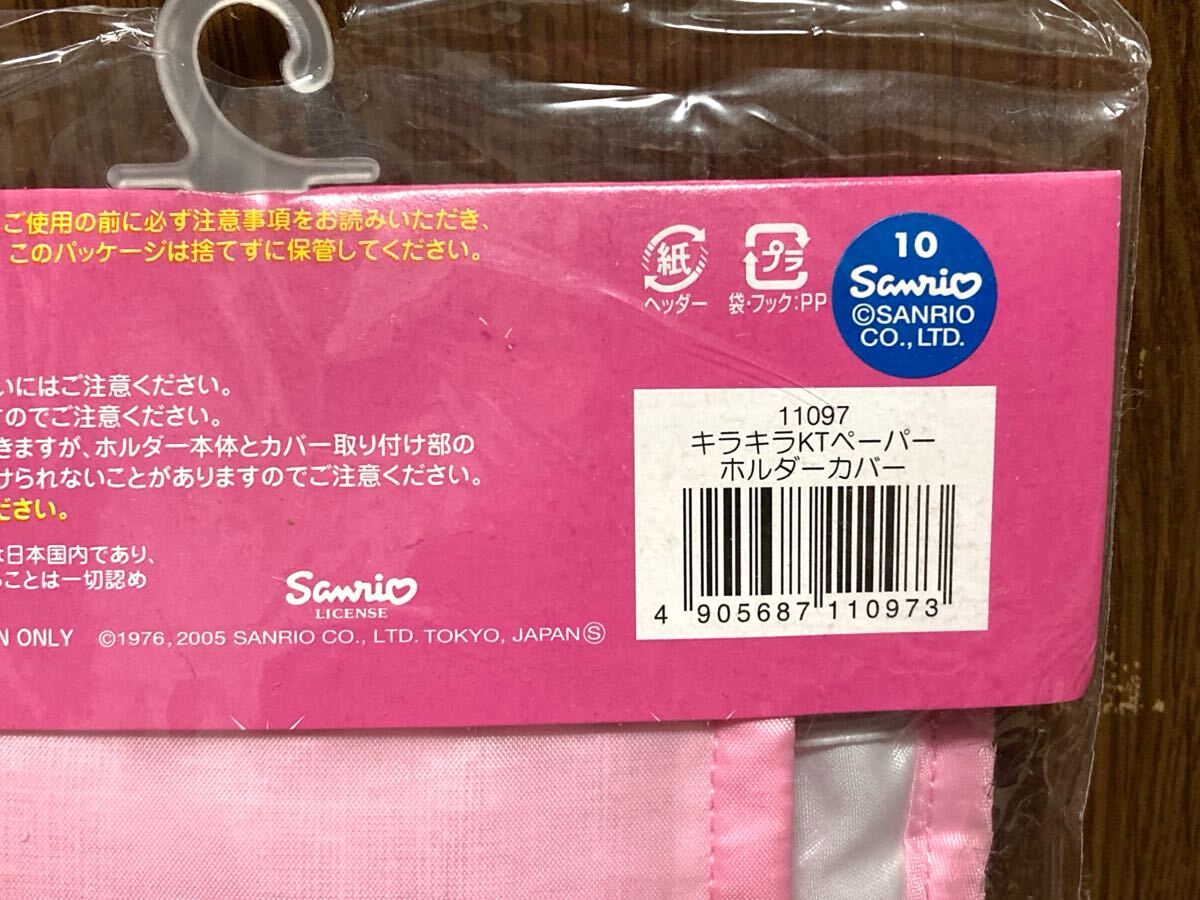 ご使用の前に必ず注意事項をお読みいただき、
このパッケージは捨てずに保管してください。
紙
ヘッダー
プラ
袋・フック:PP
10
Sanrio
©SANRIO
CO.,LTD.
いにはご注意ください。
すのでご注意ください。
きますが、ホルダー本体とカバー取り付け部の
けられないことがありますのでご注意ください。
ださい。
は日本国内であり、
ることは一切認め
Sanrio
LICENSE
N ONLY ©1976, 2005 SANRIO CO., LTD. TOKYO, JAPAN Ⓢ
11097
キラキラKTペーパー
ホルダーカバー
4 905687 110973